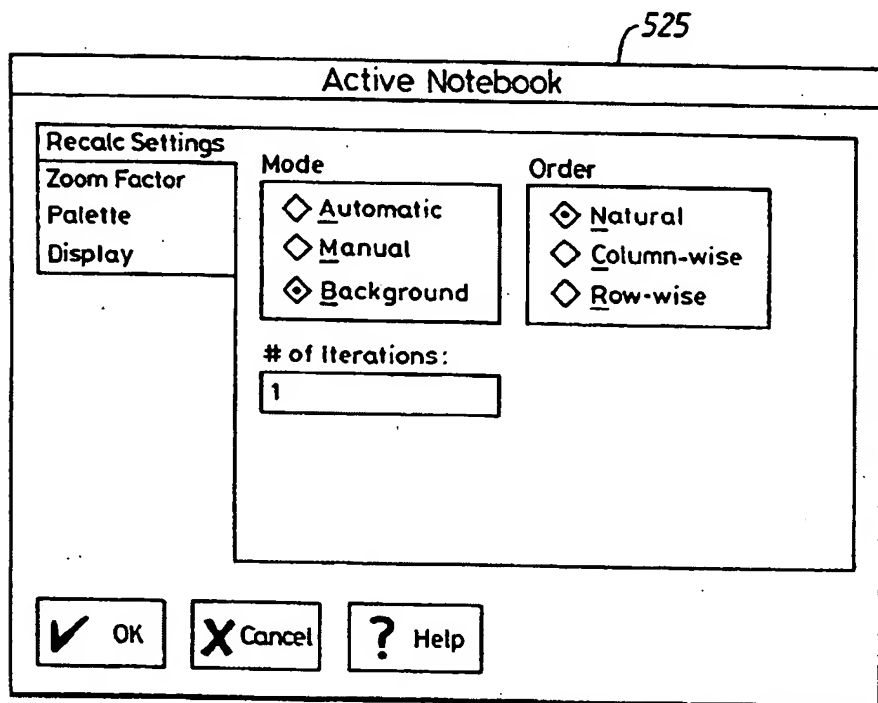 525
Active Notebook
Recalc Settings
Zoom Factor
Palette
Display
Mode
Automatic
Manual
Background
Order
Natural
Column-wise
Row-wise
# of Iterations:
1
OK
Cancel
Help